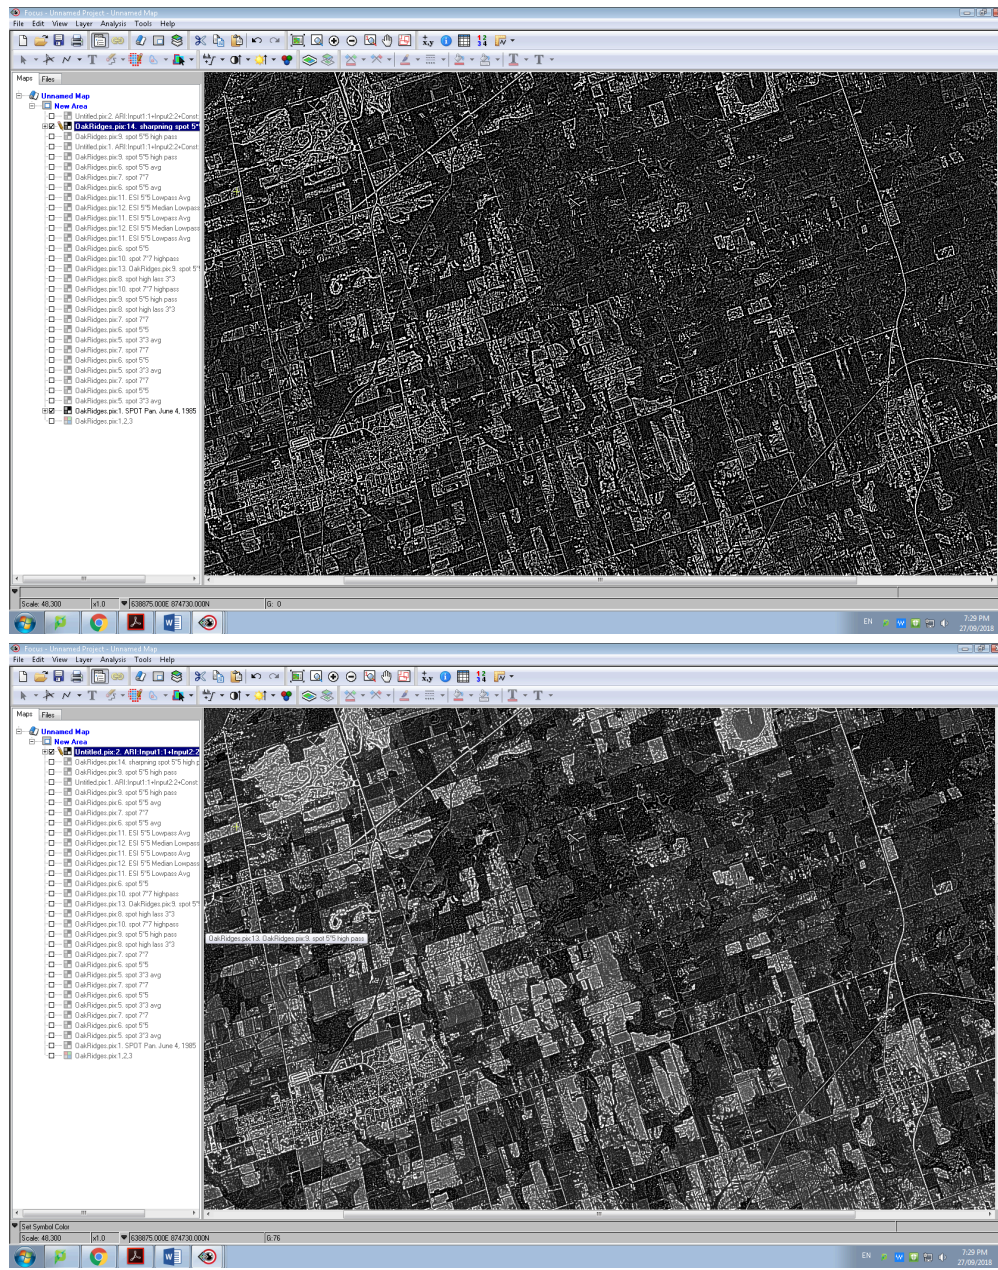 Focus - Unnamed Project - Unnamed Map
File Edit View Layer Analysis Tools Help
Maps Files
Unnamed Map
New Area
Untitled.pix:2. ARI:Input1:1+Input2:2+Const
OakRidges.pix:14. sharpning spot 5*
OakRidges.pix:9. spot 5*5 high pass
Untitled.pix:1. ARI:Input1:1+Input2:2+Const
OakRidges.pix:9. spot 5*5 high pass
OakRidges.pix:6. spot 5*5 avg
OakRidges.pix:7. spot 7*7
OakRidges.pix:6. spot 5*5 avg
OakRidges.pix:11. ESI 5*5 Lowpass Avg
OakRidges.pix:12. ESI 5*5 Median Lowpass
OakRidges.pix:11. ESI 5*5 Lowpass Avg
OakRidges.pix:12. ESI 5*5 Median Lowpass
OakRidges.pix:11. ESI 5*5 Lowpass Avg
OakRidges.pix:6. spot 5*5
OakRidges.pix:10. spot 7*7 highpass
OakRidges.pix:13. OakRidges.pix:9. spot 5*
OakRidges.pix:8. spot high lass 3*3
OakRidges.pix:10. spot 7*7 highpass
OakRidges.pix:9. spot 5*5 high pass
OakRidges.pix:8. spot high lass 3*3
OakRidges.pix:7. spot 7*7
OakRidges.pix:6. spot 5*5
OakRidges.pix:5. spot 3*3 avg
OakRidges.pix:7. spot 7*7
OakRidges.pix:6. spot 5*5
OakRidges.pix:5. spot 3*3 avg
OakRidges.pix:7. spot 7*7
OakRidges.pix:6. spot 5*5
OakRidges.pix:5. spot 3*3 avg
OakRidges.pix:1. SPOT Pan. June 4, 1985
OakRidges.pix:1,2,3
Scale: 48,300 x1.0 638875.000E 874730.000N G: 0
EN 7:29 PM
27/09/2018
Focus - Unnamed Project - Unnamed Map
File Edit View Layer Analysis Tools Help
Maps Files
Unnamed Map
New Area
Untitled.pix:2. ARI:Input1:1+Input2:2
OakRidges.pix:14. sharpning spot 5*5 high p
OakRidges.pix:9. spot 5*5 high pass
Untitled.pix:1. ARI:Input1:1+Input2:2+Const
OakRidges.pix:9. spot 5*5 high pass
OakRidges.pix:6. spot 5*5 avg
OakRidges.pix:7. spot 7*7
OakRidges.pix:6. spot 5*5 avg
OakRidges.pix:11. ESI 5*5 Lowpass Avg
OakRidges.pix:12. ESI 5*5 Median Lowpass
OakRidges.pix:11. ESI 5*5 Lowpass Avg
OakRidges.pix:12. ESI 5*5 Median Lowpass
OakRidges.pix:11. ESI 5*5 Lowpass Avg
OakRidges.pix:6. spot 5*5
OakRidges.pix:10. spot 7*7 highpass
OakRidges.pix:13. OakRidges.pix:9. spot 5*
OakRidges.pix:8. spot high lass 3*3
OakRidges.pix:10. spot 7*7 highpass
OakRidges.pix:9. spot 5*5 high pass
OakRidges.pix:13. OakRidges.pix:9. spot 5*5 high pass
OakRidges.pix:8. spot high lass 3*3
OakRidges.pix:7. spot 7*7
OakRidges.pix:6. spot 5*5
OakRidges.pix:5. spot 3*3 avg
OakRidges.pix:7. spot 7*7
OakRidges.pix:6. spot 5*5
OakRidges.pix:5. spot 3*3 avg
OakRidges.pix:7. spot 7*7
OakRidges.pix:6. spot 5*5
OakRidges.pix:5. spot 3*3 avg
OakRidges.pix:1. SPOT Pan. June 4, 1985
OakRidges.pix:1,2,3
Set Symbol Color
Scale: 48,300 x1.0 638875.000E 874730.000N G:76
EN 7:29 PM
27/09/2018